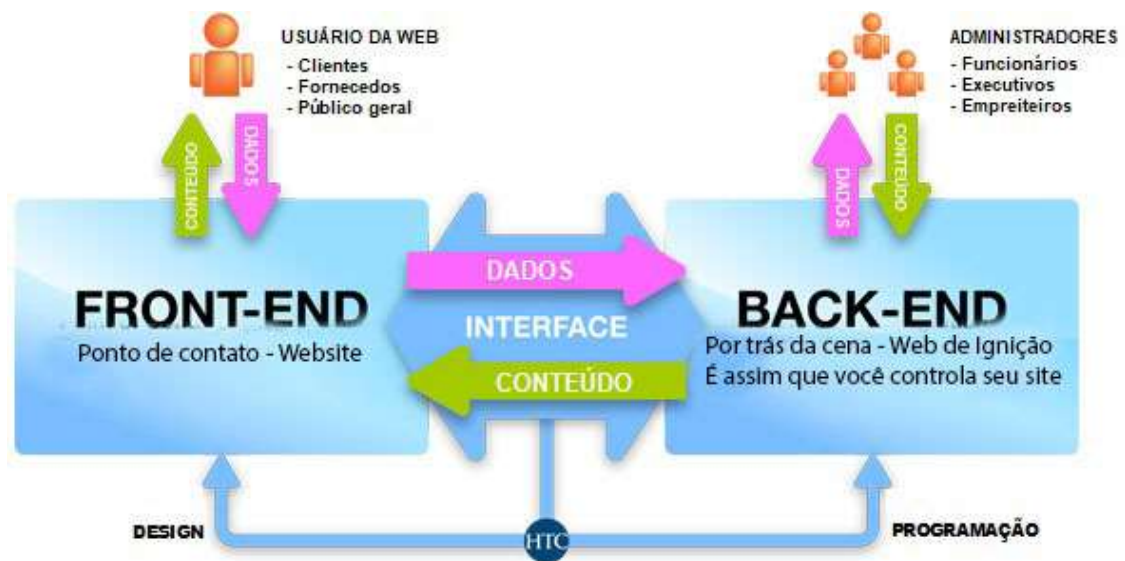 USUÁRIO DA WEB
- Clientes
- Fornecedos
- Público geral
ADMINISTRADORES
- Funcionários
- Executivos
- Empreiteiros
CONTEÚDO
DADOS
DADOS
CONTEÚDO
FRONT-END
Ponto de contato - Website
DADOS
INTERFACE
CONTEÚDO
BACK-END
Por trás da cena - Web de Ignição
É assim que você controla seu site
DESIGN
HTC
PROGRAMAÇÃO